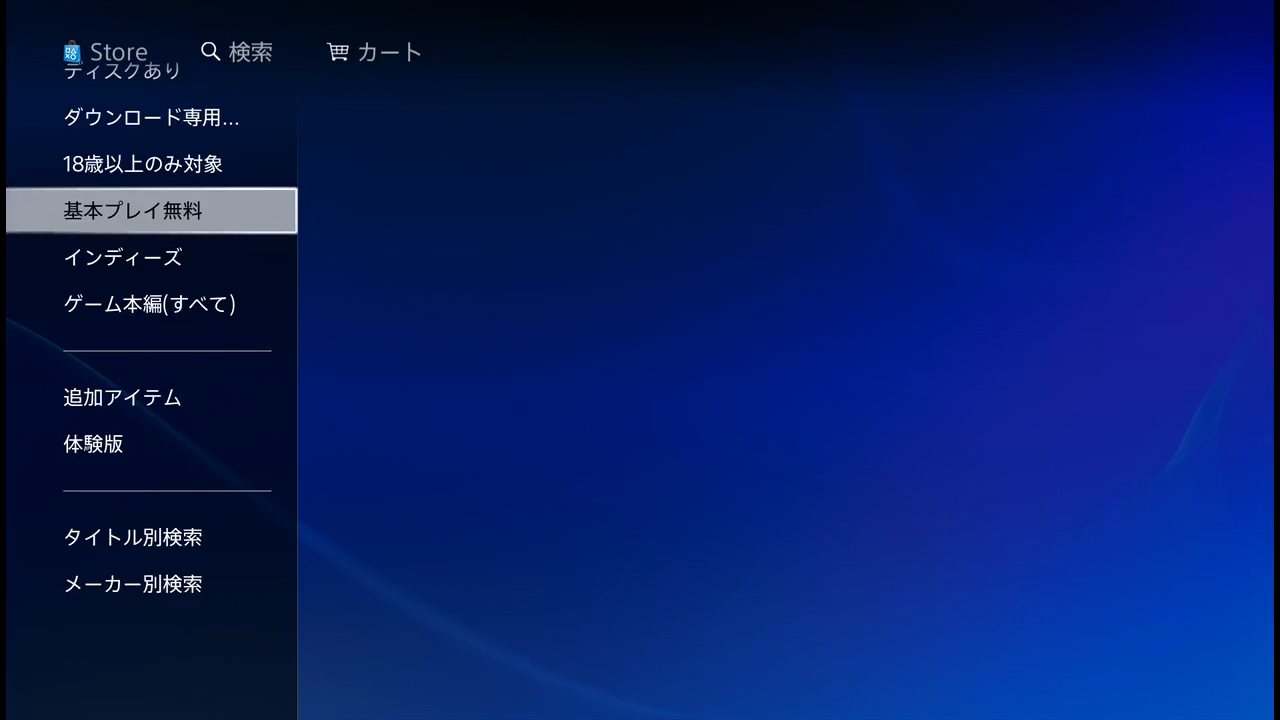 Store 検索 カート
ディスクあり
ダウンロード専用...
18歳以上のみ対象
基本プレイ無料
インディーズ
ゲーム本編(すべて)
追加アイテム
体験版
タイトル別検索
メーカー別検索